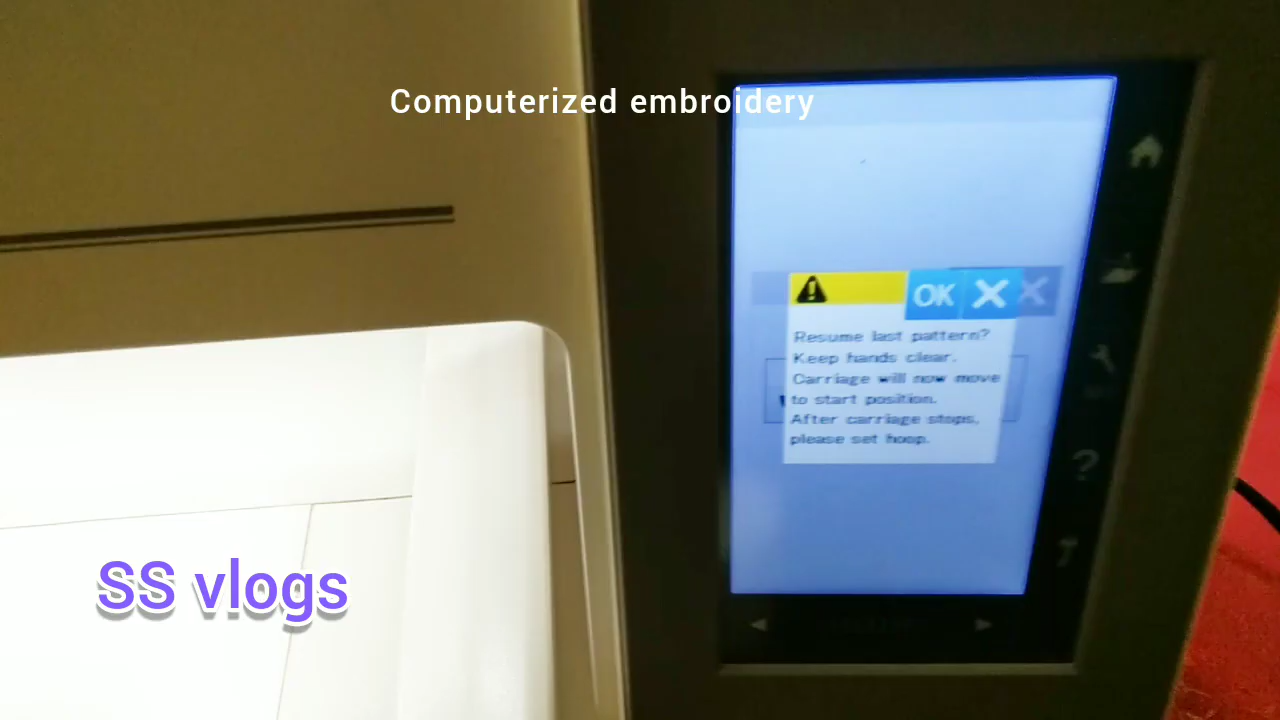 Computerized embroidery
OK
Resume last pattern?
Keep hands clear.
Carriage will now move
to start position.
After carriage stops,
please set hoop.
?
SS vlogs